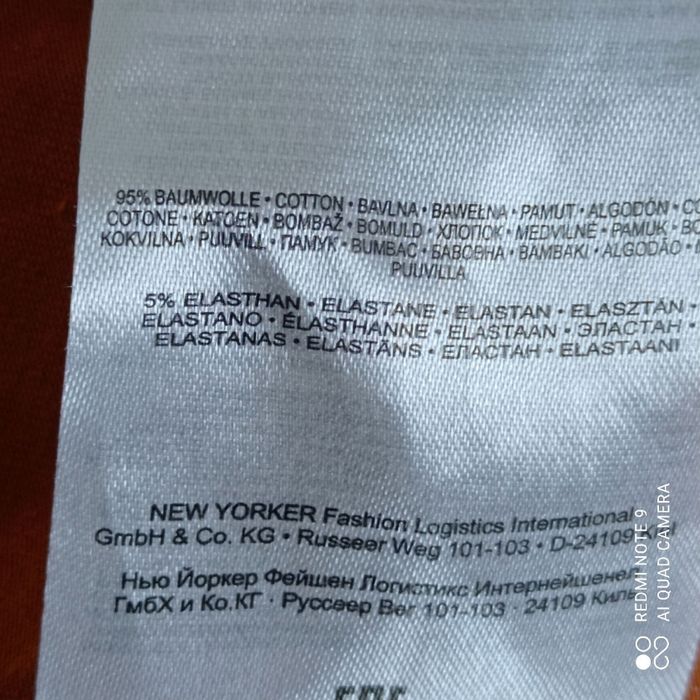 95% BAUMWOLLE • COTTON • BAVLNA • BAWEŁNA • PAMUT • ALGODÓN •
COTONE • KATOEN • BOMBAŽ • BOMULD • ХЛОПОК • MEDVILNĖ • PAMUK •
KOKVILNA • PUUVILL • ПАМУК • BUMBAC • БАВОВНА • BAMBAKI • ALGODÃO •
PUUVILLA
5% ELASTHAN • ELASTANE • ELASTAN • ELASZTÁN •
ELASTANO • ÉLASTHANNE • ELASTAAN • ЭЛАСТАН •
ELASTANAS • ELASTĀNS • ЕЛАСТАН • ELASTAANI
NEW YORKER Fashion Logistics International
GmbH & Co. KG • Russeer Weg 101-103 • D-24109 Kiel
Нью Йоркер Фейшен Логистикс Интернейшенел
ГмбХ и Ко.КГ · Руссеер Вег 101-103 · 24109 Киль
REDMI NOTE 9
AI QUAD CAMERA